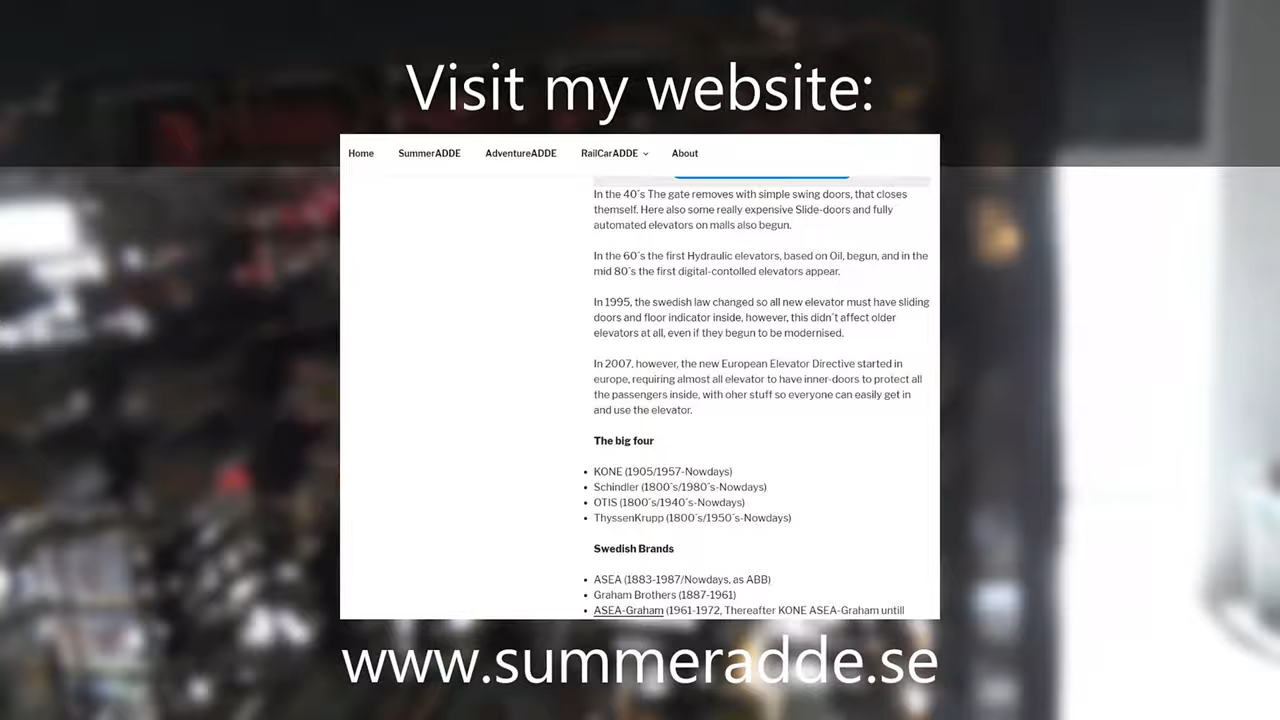 Visit my website:
Home SummerADDE AdventureADDE RailCarADDE About
In the 40´s The gate removes with simple swing doors, that closes
themself. Here also some really expensive Slide-doors and fully
automated elevators on malls also begun.
In the 60´s the first Hydraulic elevators, based on Oil, begun, and in the
mid 80´s the first digital-contolled elevators appear.
In 1995, the swedish law changed so all new elevator must have sliding
doors and floor indicator inside, however, this didn´t affect older
elevators at all, even if they begun to be modernised.
In 2007, however, the new European Elevator Directive started in
europe, requiring almost all elevator to have inner-doors to protect all
the passengers inside, with oher stuff so everyone can easily get in
and use the elevator.
The big four
• KONE (1905/1957-Nowdays)
• Schindler (1800´s/1980´s-Nowdays)
• OTIS (1800´s/1940´s-Nowdays)
• ThyssenKrupp (1800´s/1950´s-Nowdays)
Swedish Brands
• ASEA (1883-1987/Nowdays, as ABB)
• Graham Brothers (1887-1961)
• ASEA-Graham (1961-1972, Thereafter KONE ASEA-Graham untill
www.summeradde.se